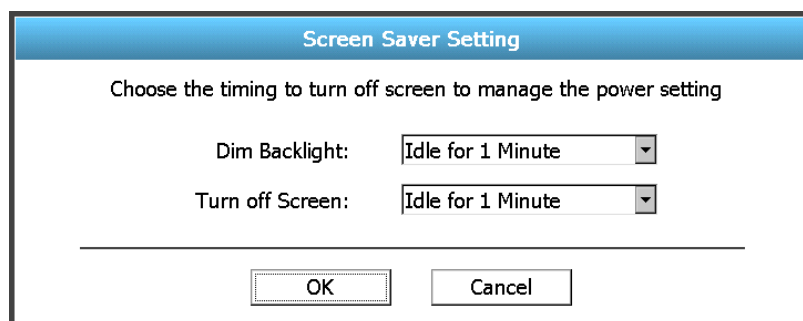 Screen Saver Setting
Choose the timing to turn off screen to manage the power setting
Dim Backlight: Idle for 1 Minute
Turn off Screen: Idle for 1 Minute
OK Cancel